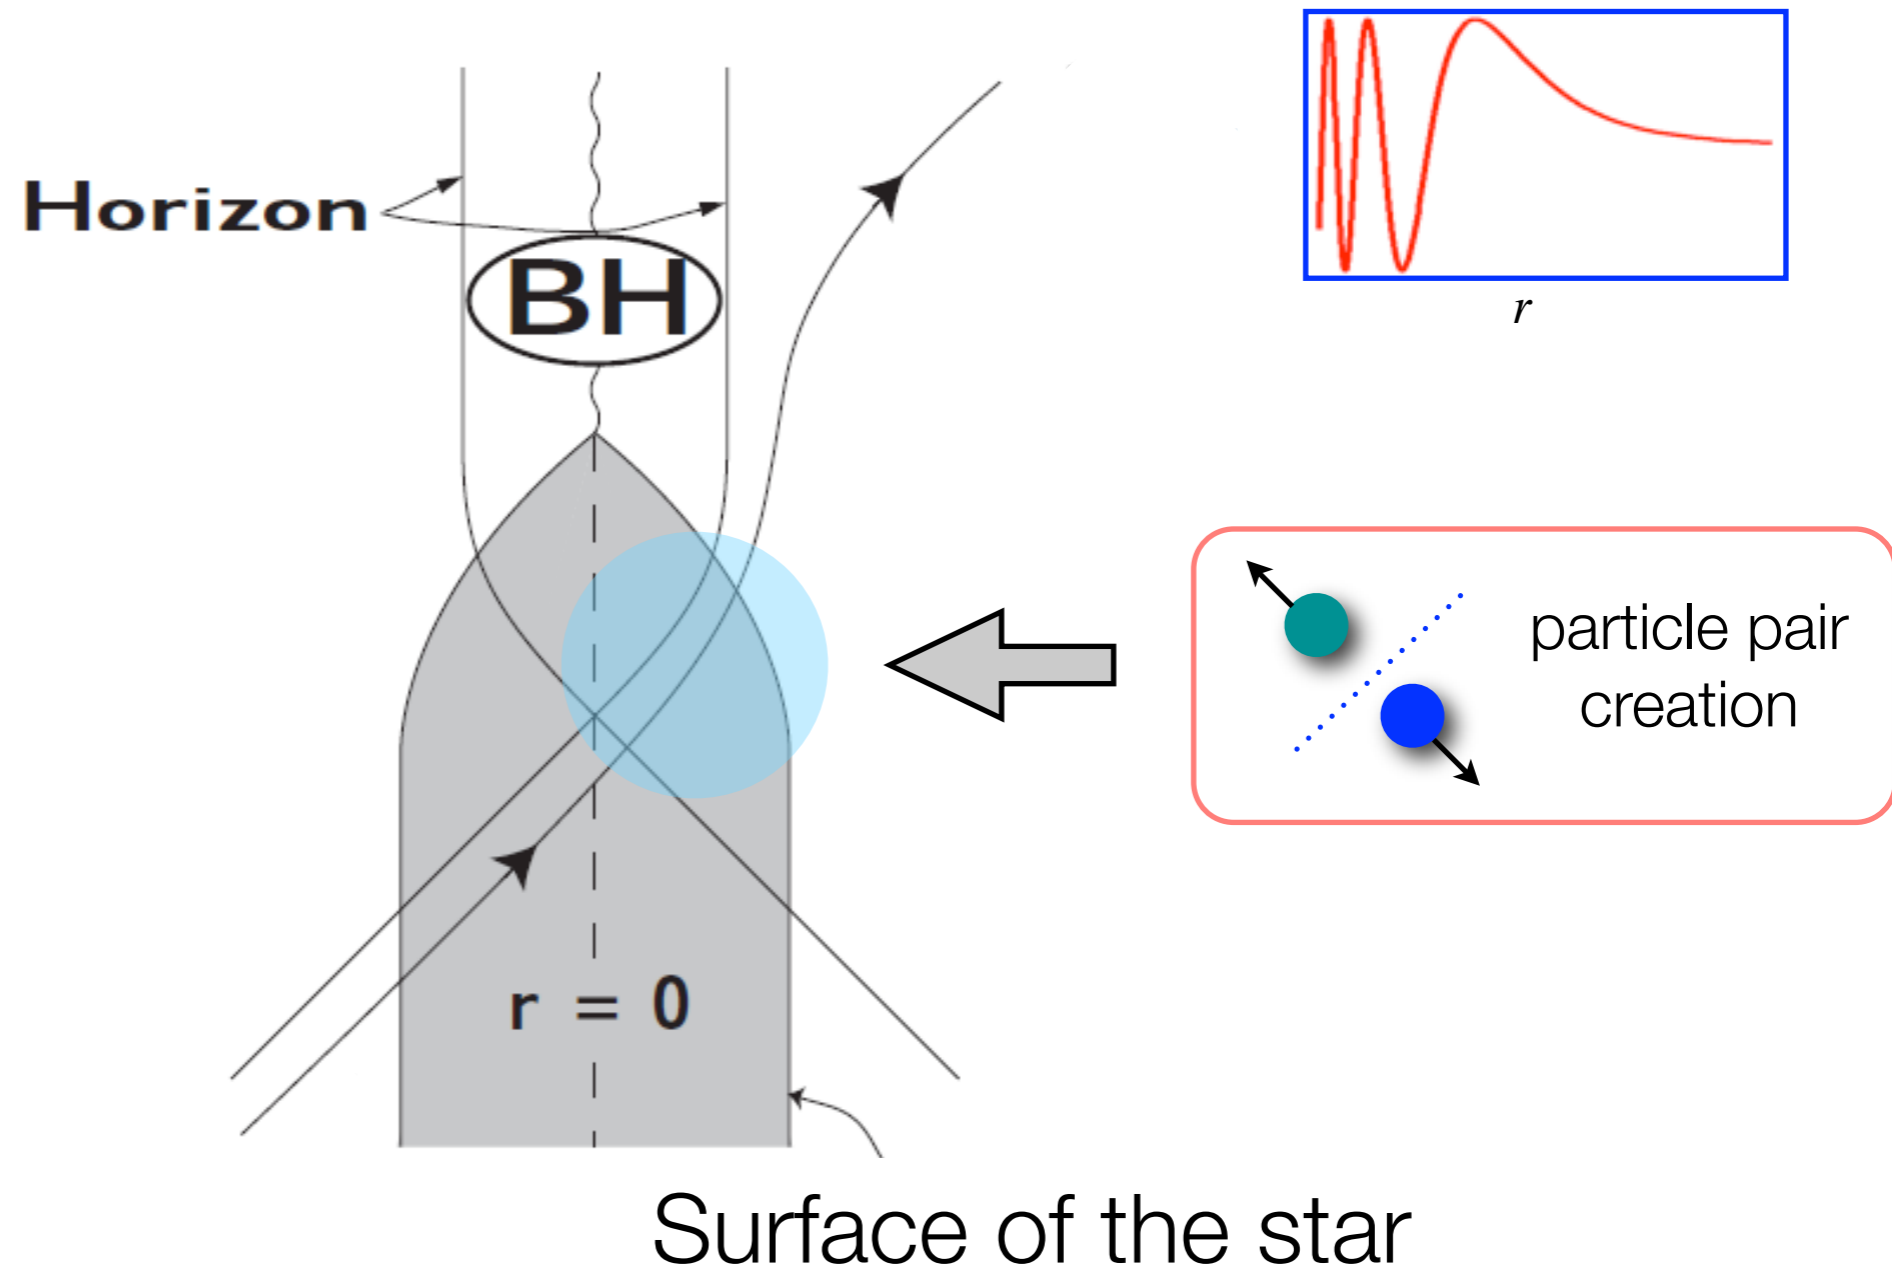 Horizon
BH
r
particle pair
creation
r = 0
Surface of the star